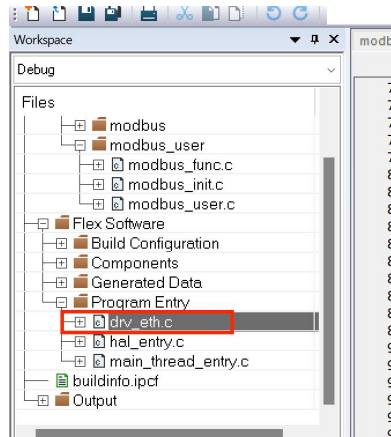 Workspace
modb
Debug
Files
modbus
modbus_user
modbus_func.c
modbus_init.c
modbus_user.c
Flex Software
Build Configuration
Components
Generated Data
Program Entry
drv_eth.c
hal_entry.c
main_thread_entry.c
buildinfo.ipcf
Output